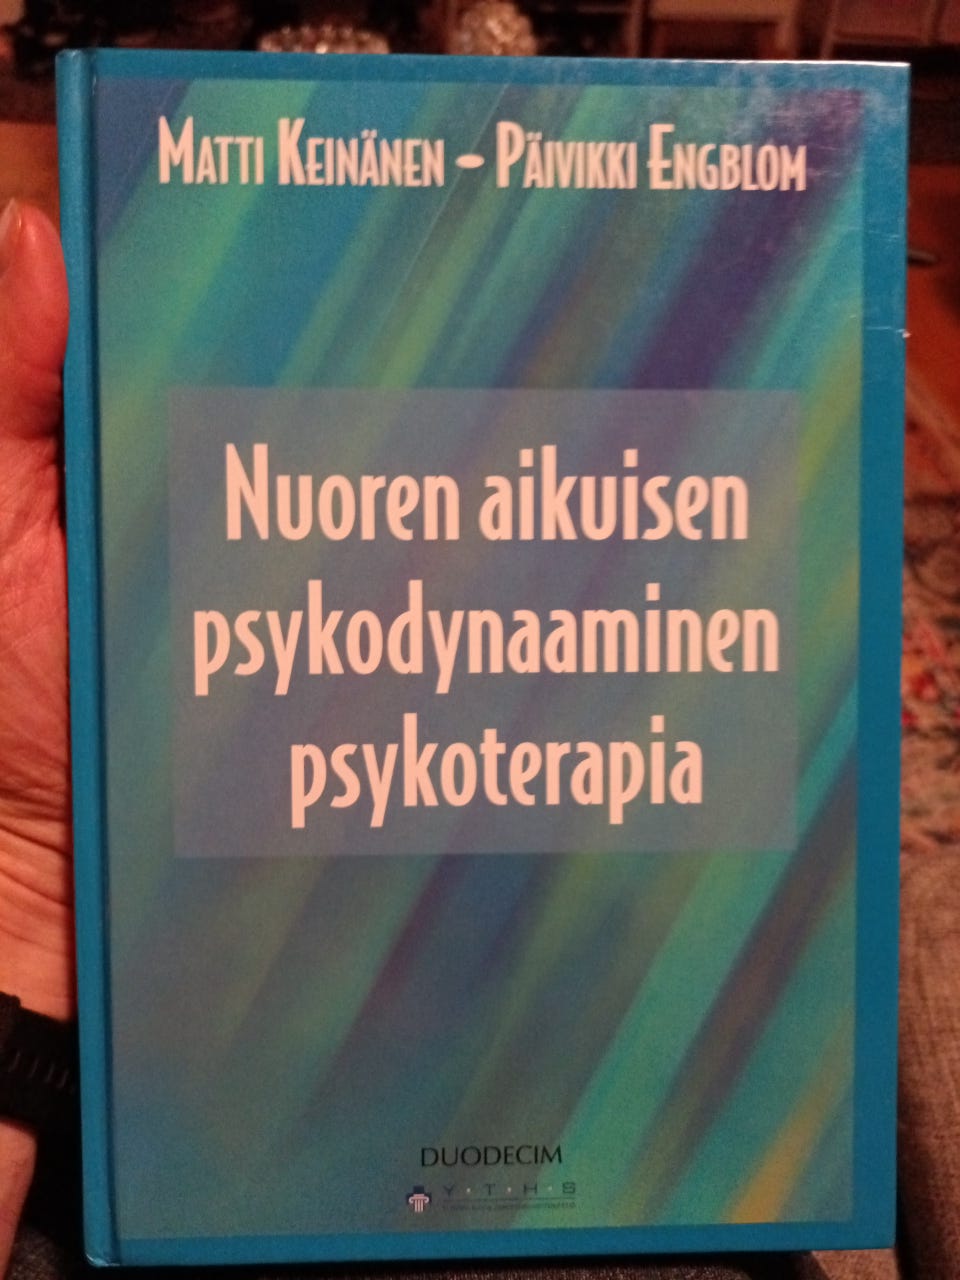 MATTI KEINÄNEN – PÄIVIKKI ENGBLOM
Nuoren aikuisen
psykodynaaminen
psykoterapia
DUODECIM
Y • T • H • S